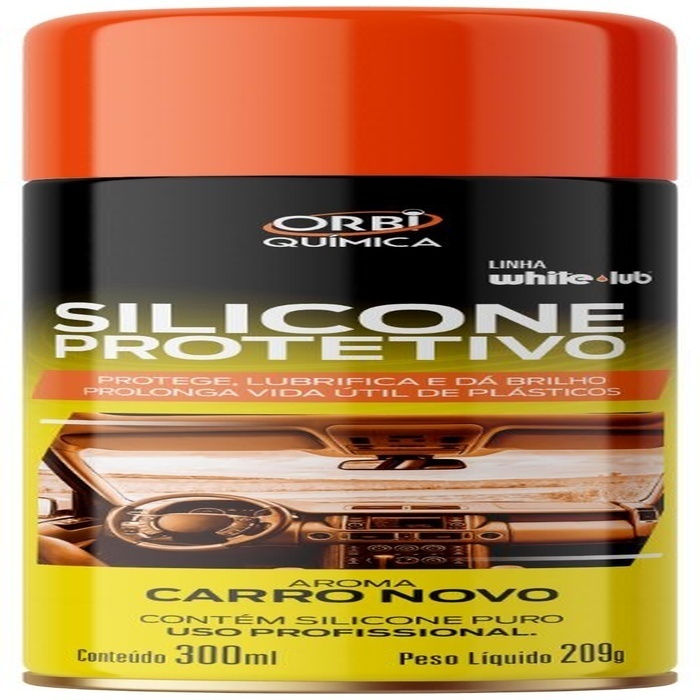 ORBI
QUÍMICA
LINHA
white lub
SILICONE
PROTETIVO
PROTEGE, LUBRIFICA E DÁ BRILHO
PROLONGA VIDA ÚTIL DE PLÁSTICOS
AROMA
CARRO NOVO
CONTÉM SILICONE PURO
USO PROFISSIONAL.
Conteúdo 300ml Peso Líquido 209g